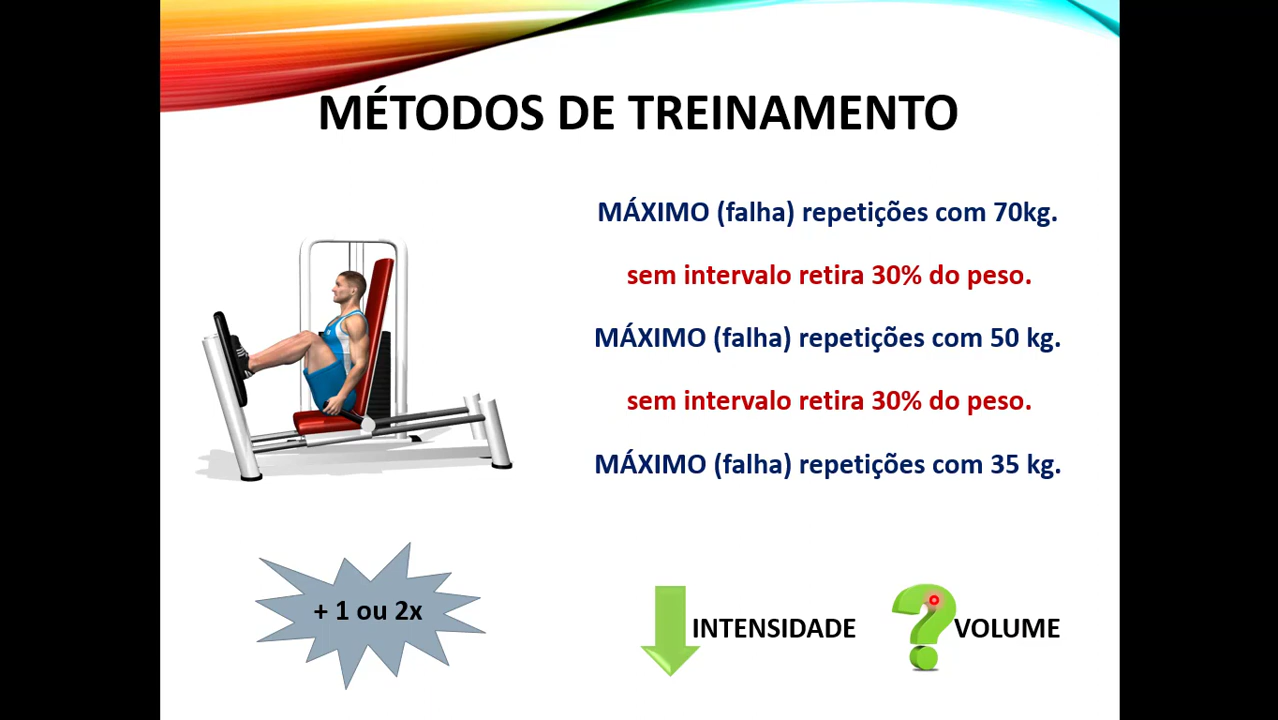 MÉTODOS DE TREINAMENTO
MÁXIMO (falha) repetições com 70kg.
sem intervalo retira 30% do peso.
MÁXIMO (falha) repetições com 50 kg.
sem intervalo retira 30% do peso.
MÁXIMO (falha) repetições com 35 kg.
+ 1 ou 2x
INTENSIDADE
VOLUME